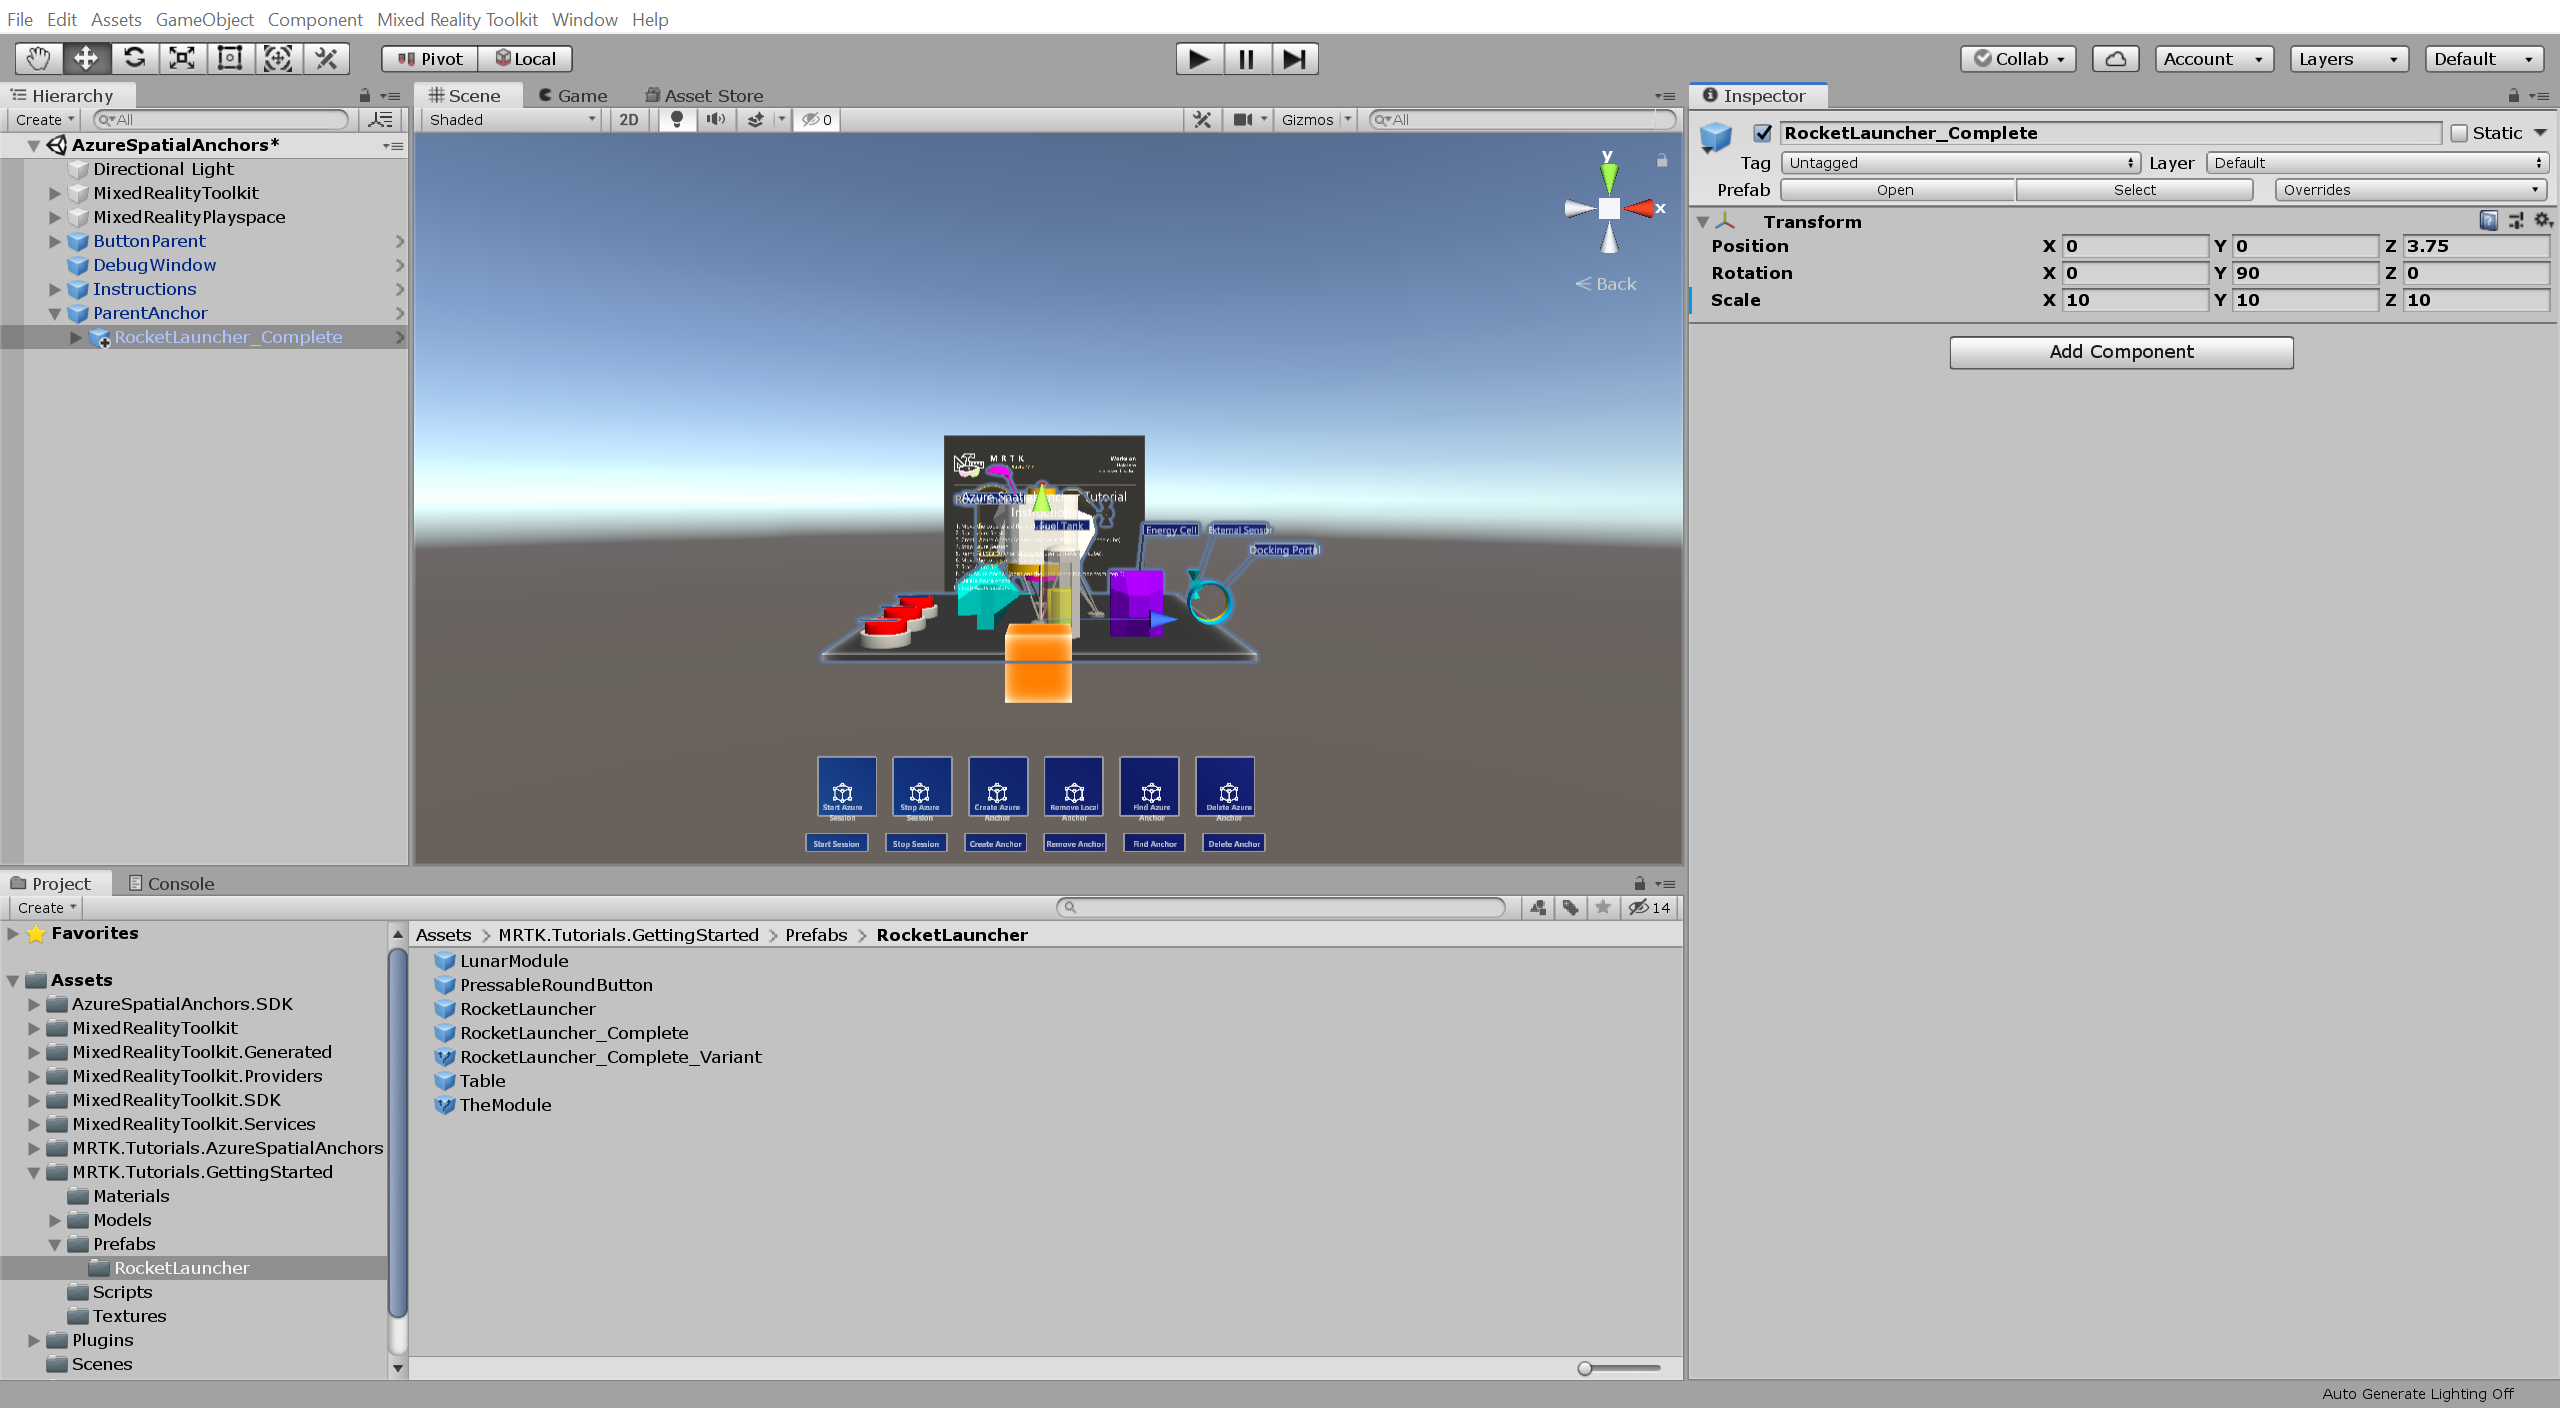 File Edit Assets GameObject Component Mixed Reality Toolkit Window Help
Pivot Local
Collab Account Layers Default
Hierarchy
Create All
AzureSpatialAnchors*
Directional Light
MixedRealityToolkit
MixedRealityPlayspace
ButtonParent
DebugWindow
Instructions
ParentAnchor
RocketLauncher_Complete
Scene Game Asset Store
Shaded 2D 0 Gizmos All
y
x
Back
MRTK
Azure Spatial Anchor Tutorial
Instructions
Fuel Tank
Energy Cell
External Sensor
Docking Portal
Start Azure Session
Stop Azure Session
Create Azure Anchor
Remove Local Anchor
Find Azure Anchor
Delete Azure Anchor
Start Session Stop Session Create Anchor Remove Anchor Find Anchor Delete Anchor
Inspector
RocketLauncher_Complete Static
Tag Untagged Layer Default
Prefab Open Select Overrides
Transform
Position X 0 Y 0 Z 3.75
Rotation X 0 Y 90 Z 0
Scale X 10 Y 10 Z 10
Add Component
Project Console
Create 14
Favorites
Assets
AzureSpatialAnchors.SDK
MixedRealityToolkit
MixedRealityToolkit.Generated
MixedRealityToolkit.Providers
MixedRealityToolkit.SDK
MixedRealityToolkit.Services
MRTK.Tutorials.AzureSpatialAnchors
MRTK.Tutorials.GettingStarted
Materials
Models
Prefabs
RocketLauncher
Scripts
Textures
Plugins
Scenes
Assets > MRTK.Tutorials.GettingStarted > Prefabs > RocketLauncher
LunarModule
PressableRoundButton
RocketLauncher
RocketLauncher_Complete
RocketLauncher_Complete_Variant
Table
TheModule
Auto Generate Lighting Off